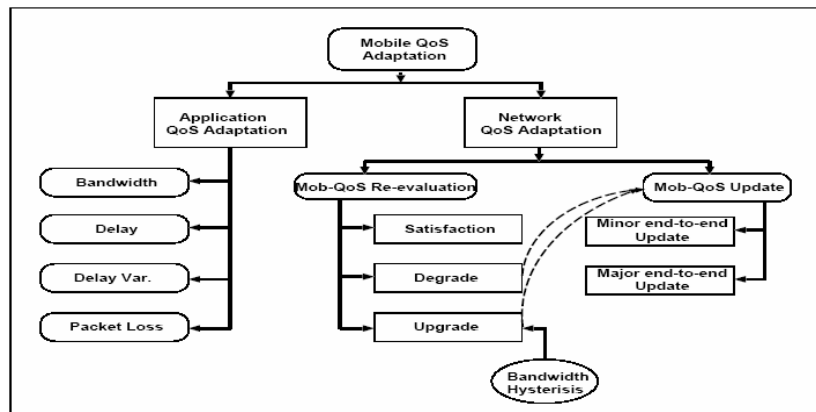 Mobile QoS
Adaptation
Application
QoS Adaptation
Network
QoS Adaptation
Bandwidth
Delay
Delay Var.
Packet Loss
Mob-QoS Re-evaluation
Satisfaction
Degrade
Upgrade
Bandwidth
Hysterisis
Mob-QoS Update
Minor end-to-end
Update
Major end-to-end
Update